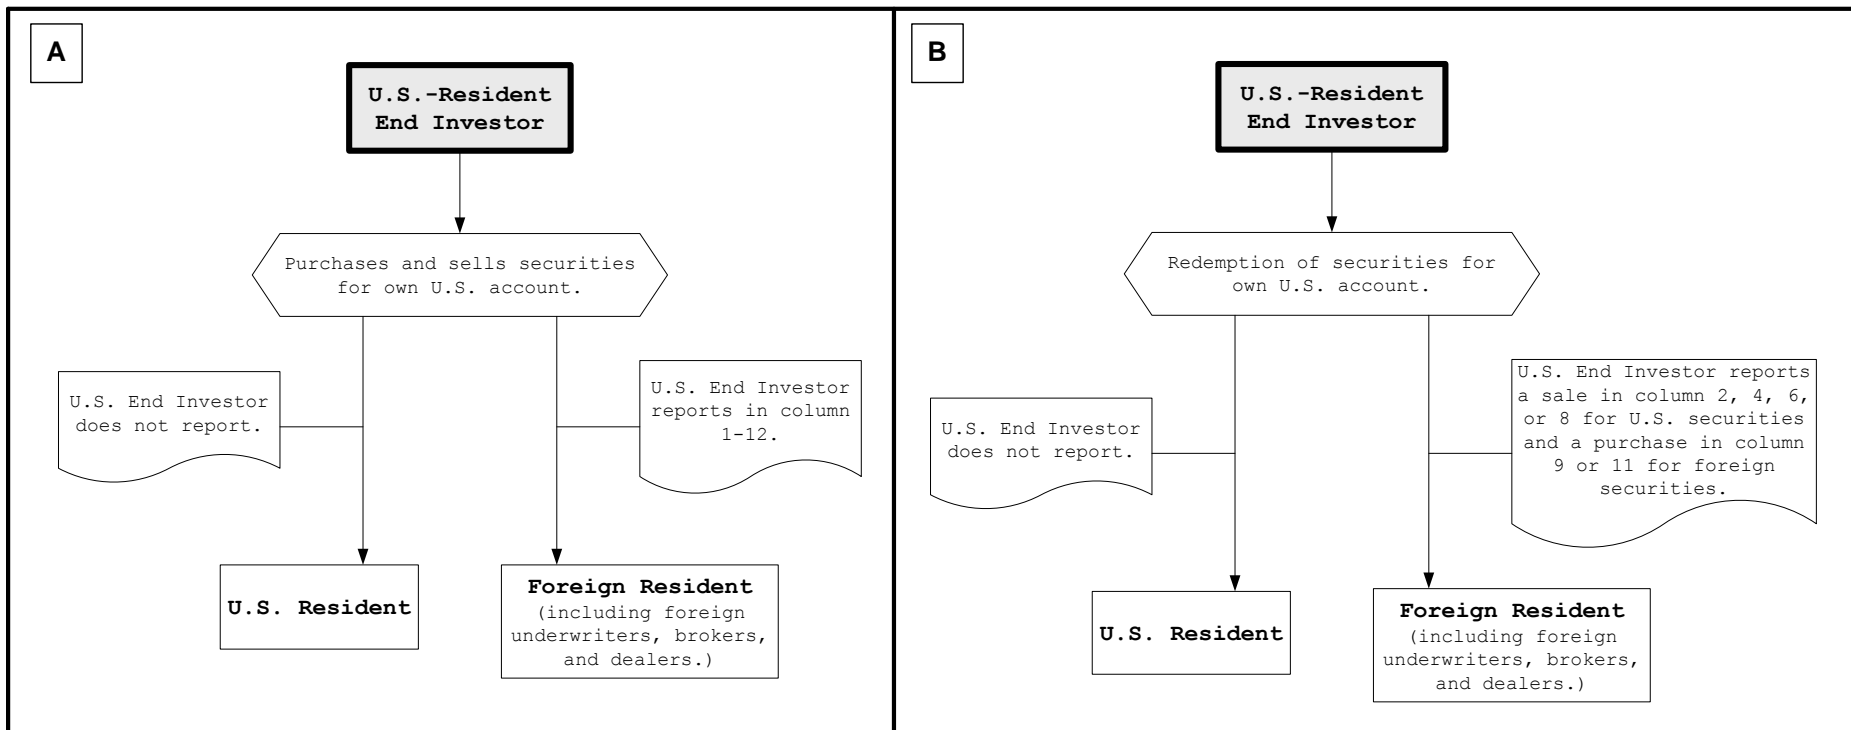 A
U.S.-Resident
End Investor
Purchases and sells securities
for own U.S. account.
U.S. End Investor
does not report.
U.S. End Investor
reports in column
1-12.
U.S. Resident
Foreign Resident
(including foreign
underwriters, brokers,
and dealers.)
B
U.S.-Resident
End Investor
Redemption of securities for
own U.S. account.
U.S. End Investor
does not report.
U.S. End Investor reports
a sale in column 2, 4, 6,
or 8 for U.S. securities
and a purchase in column
9 or 11 for foreign
securities.
U.S. Resident
Foreign Resident
(including foreign
underwriters, brokers,
and dealers.)